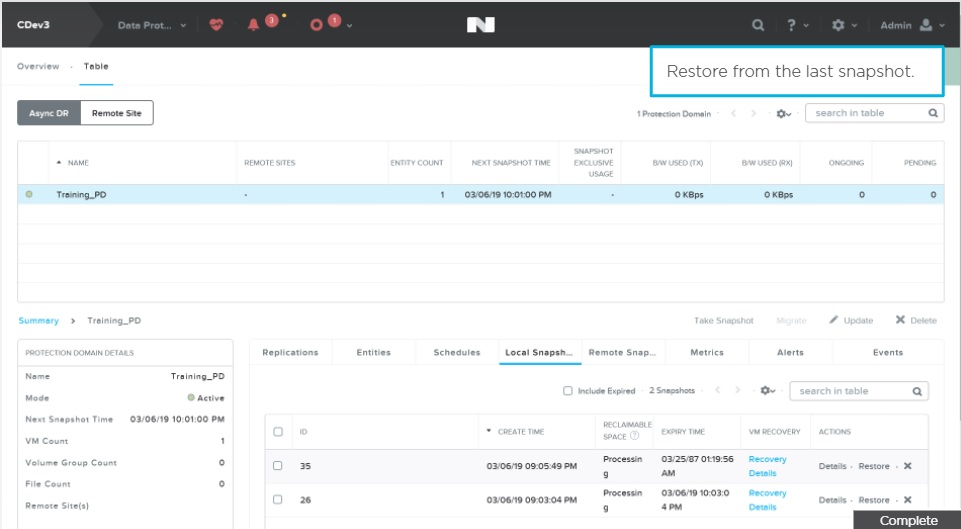 CDev3 Data Prot... 3 1 ? Admin
Overview · Table
Restore from the last snapshot.
Async DR Remote Site 1 Protection Domain · < > · search in table
NAME REMOTE SITES ENTITY COUNT NEXT SNAPSHOT TIME SNAPSHOT EXCLUSIVE USAGE B/W USED (TX) B/W USED (RX) ONGOING PENDING
Training_PD - 1 03/06/19 10:01:00 PM - 0 KBps 0 KBps 0 0
Summary > Training_PD Take Snapshot Migrate Update Delete
PROTECTION DOMAIN DETAILS
Name Training_PD
Mode Active
Next Snapshot Time 03/06/19 10:01:00 PM
VM Count 1
Volume Group Count 0
File Count 0
Remote Site(s)
Replications Entities Schedules Local Snapsh... Remote Snap... Metrics Alerts Events
Include Expired · 2 Snapshots · < > · search in table
ID CREATE TIME RECLAIMABLE SPACE ? EXPIRY TIME VM RECOVERY ACTIONS
35 03/06/19 09:05:49 PM Processin
g 03/25/87 01:19:56
AM Recovery
Details Details · Restore · X
26 03/06/19 09:03:04 PM Processin
g 03/06/19 10:03:0
4 PM Recovery
Details Details · Restore · X
Complete